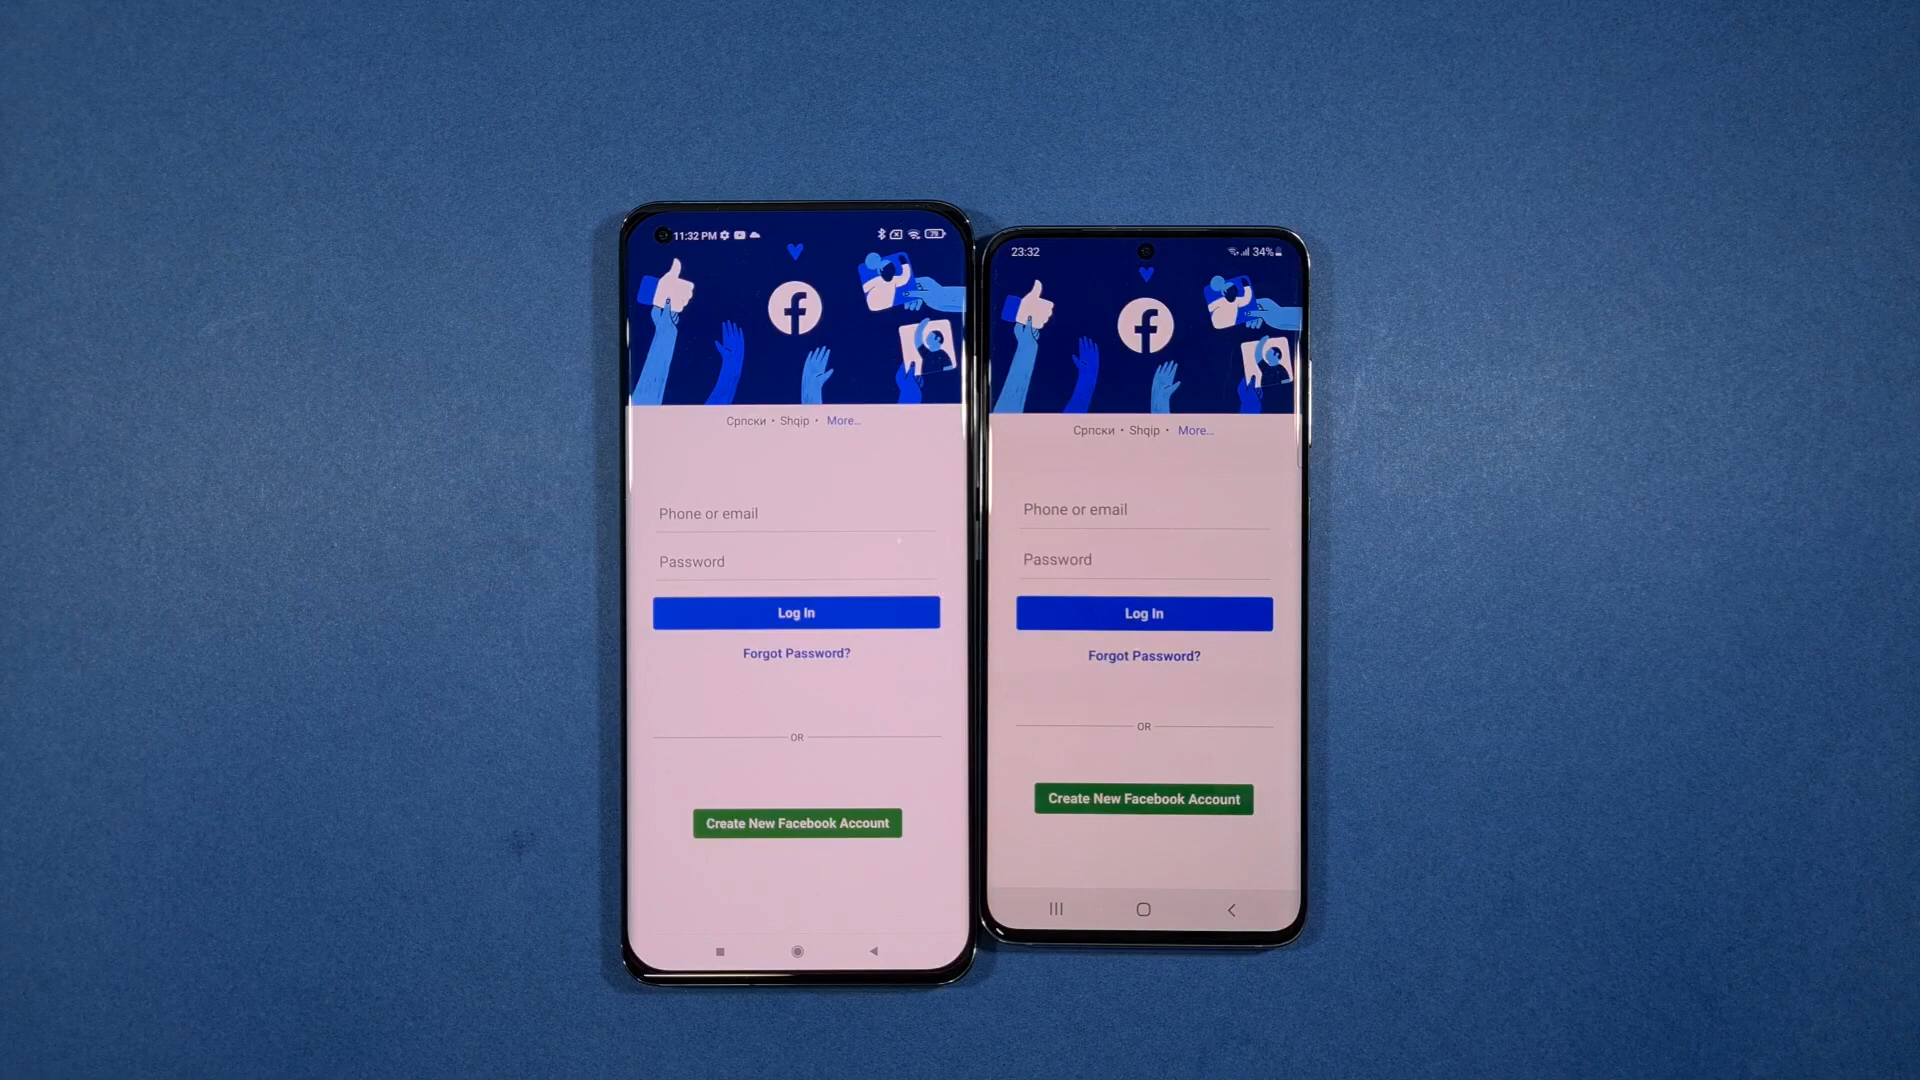 11:32 PM
79
Српски • Shqip • More...
Phone or email
Password
Log In
Forgot Password?
OR
Create New Facebook Account
23:32
34%
Српски • Shqip • More...
Phone or email
Password
Log In
Forgot Password?
OR
Create New Facebook Account